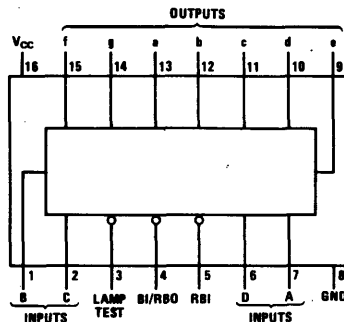 OUTPUTS
VCC f g a b c d e
16 15 14 13 12 11 10 9
1 2 3 4 5 6 7 8
B C LAMP TEST BI/RBO RBI D A GND
INPUTS INPUTS